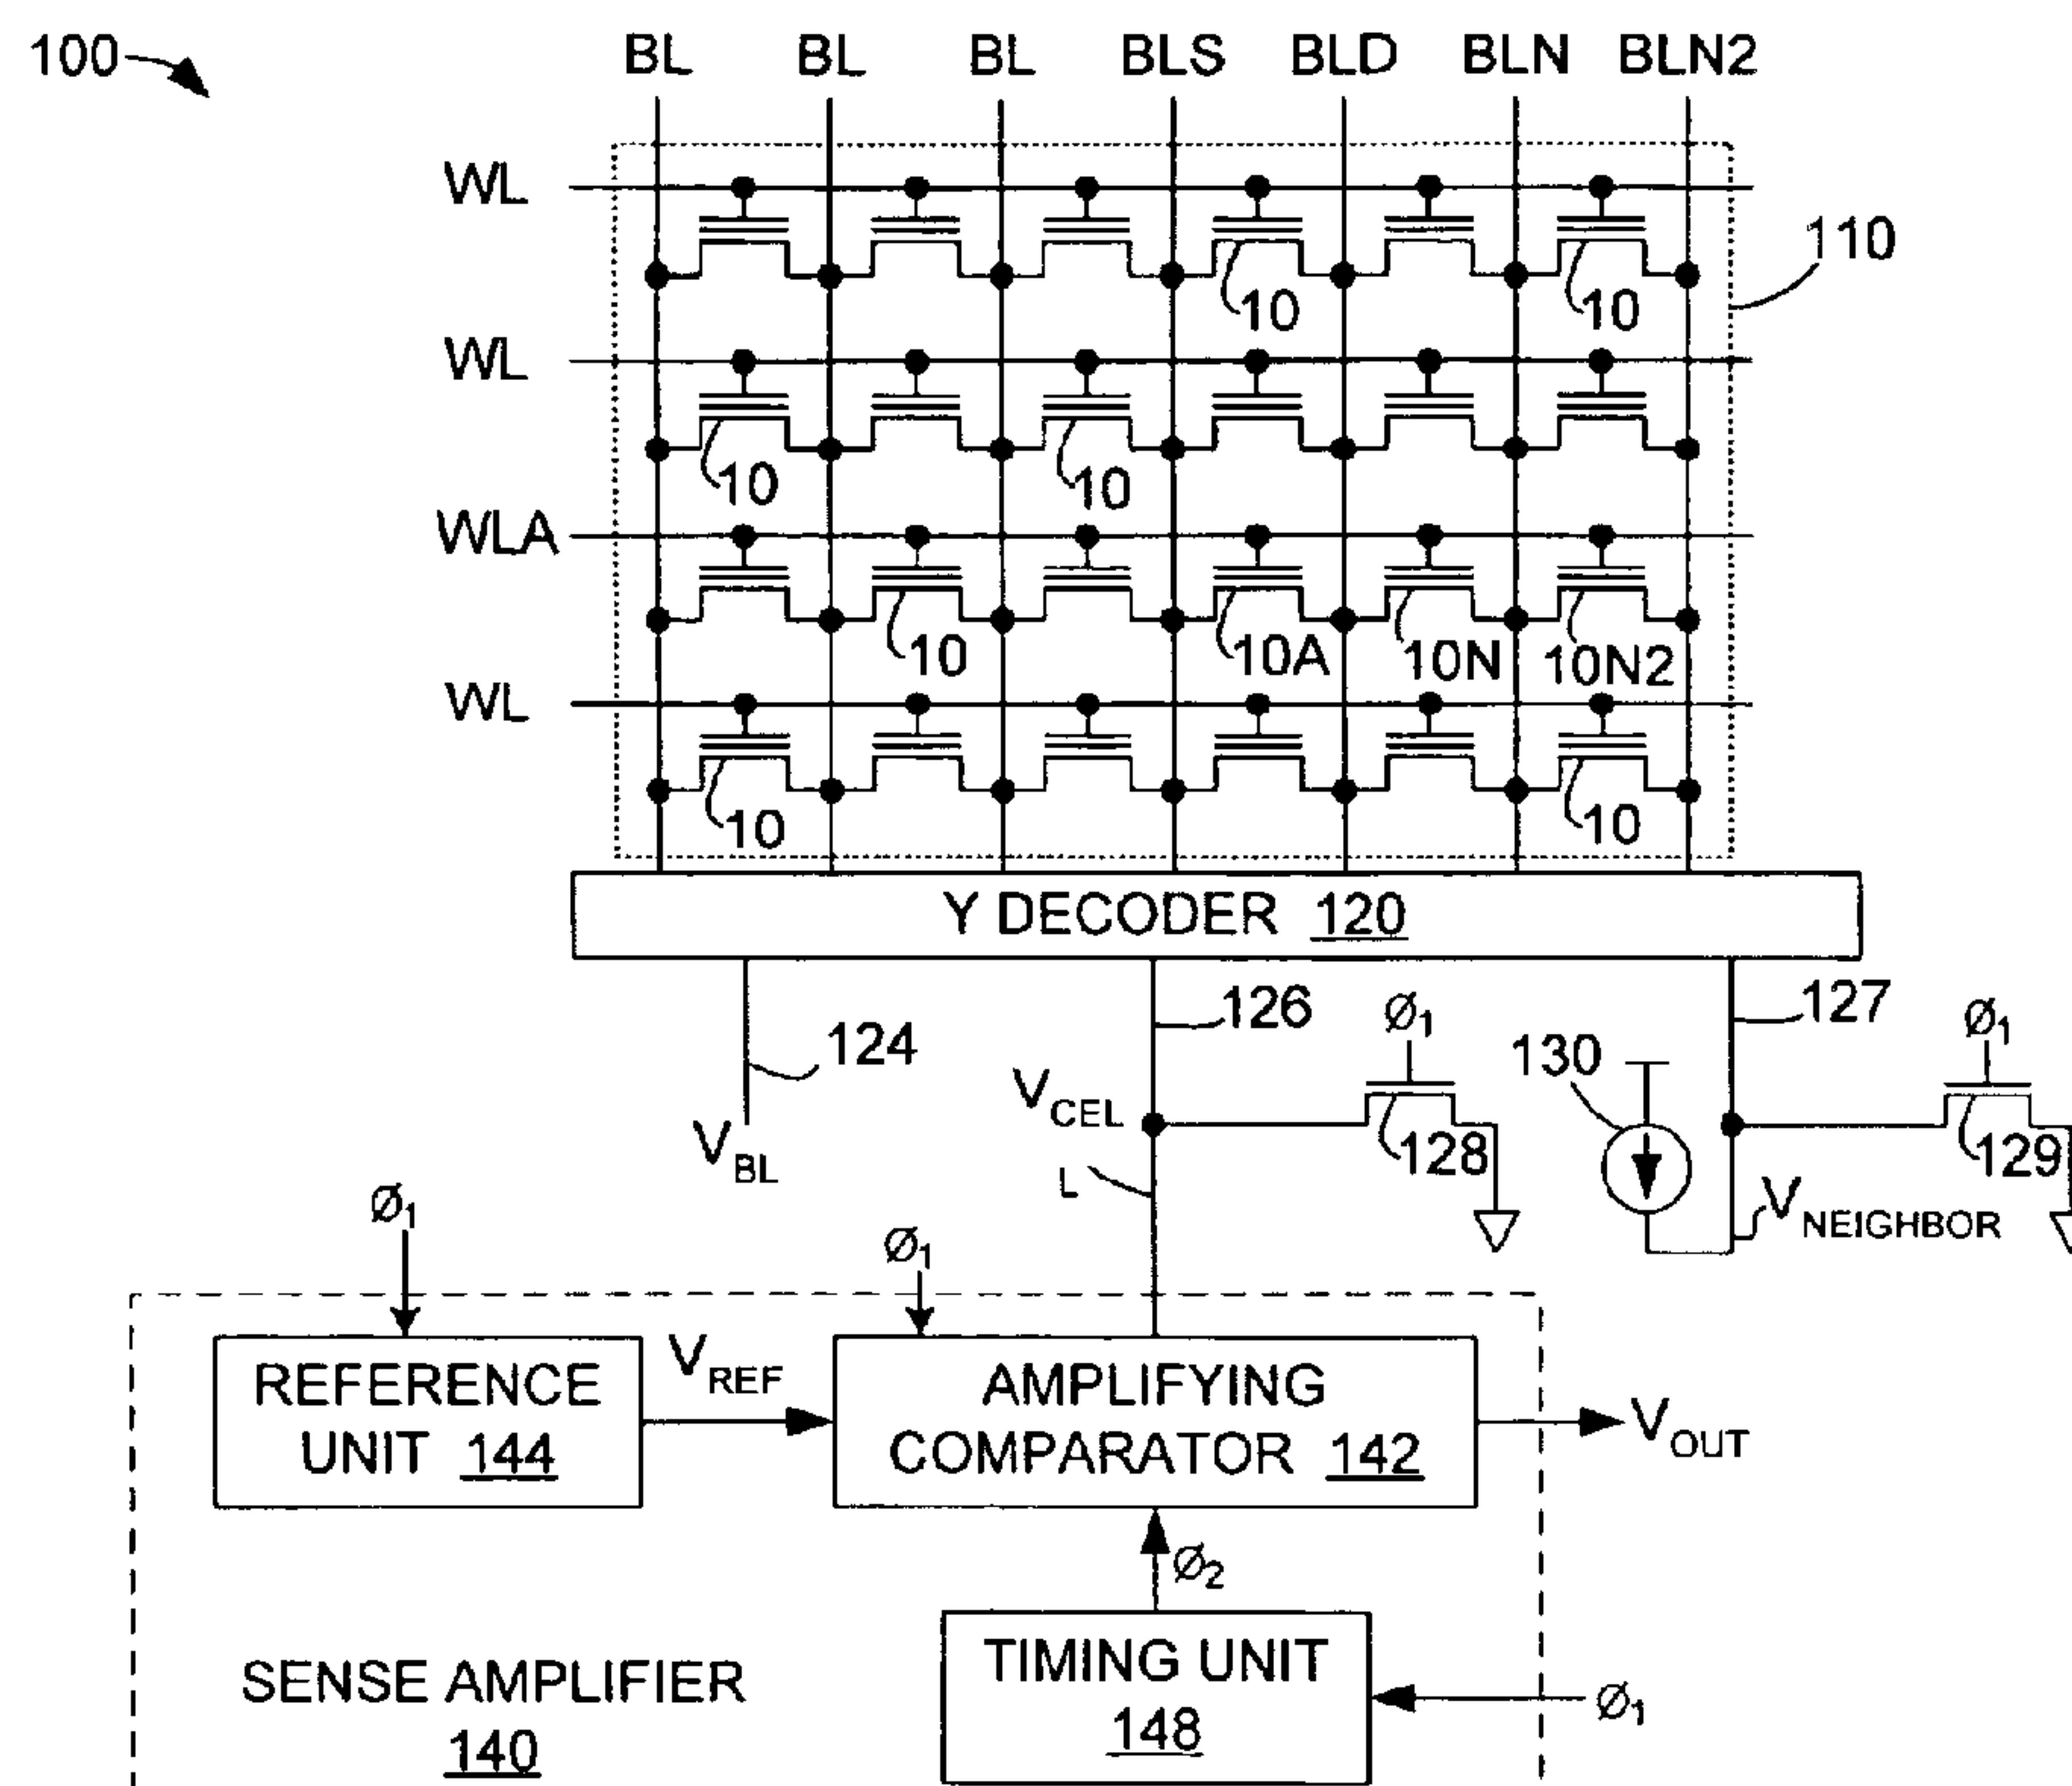 100
BL BL BL BLS BLD BLN BLN2
WL
110
10 10
WL
10 10
WLA
10 10A 10N 10N2
WL
10 10
Y DECODER 120
124
126
127
Ø1
130
Ø1
VCEL
L
128
129
VBL
VNEIGHBOR
Ø1
Ø1
REFERENCE
UNIT 144
VREF
AMPLIFYING
COMPARATOR 142
VOUT
Ø2
TIMING UNIT
148
Ø1
SENSE AMPLIFIER
140